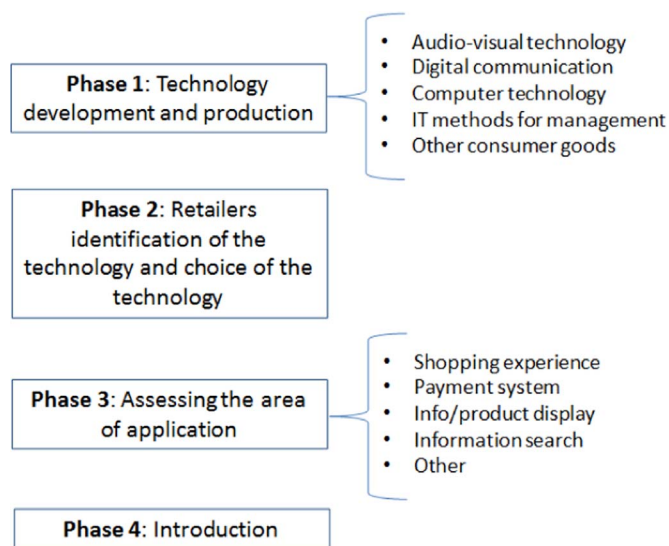 Phase 1: Technology
development and production
• Audio-visual technology
• Digital communication
• Computer technology
• IT methods for management
• Other consumer goods
Phase 2: Retailers
identification of the
technology and choice of the
technology
Phase 3: Assessing the area
of application
• Shopping experience
• Payment system
• Info/product display
• Information search
• Other
Phase 4: Introduction